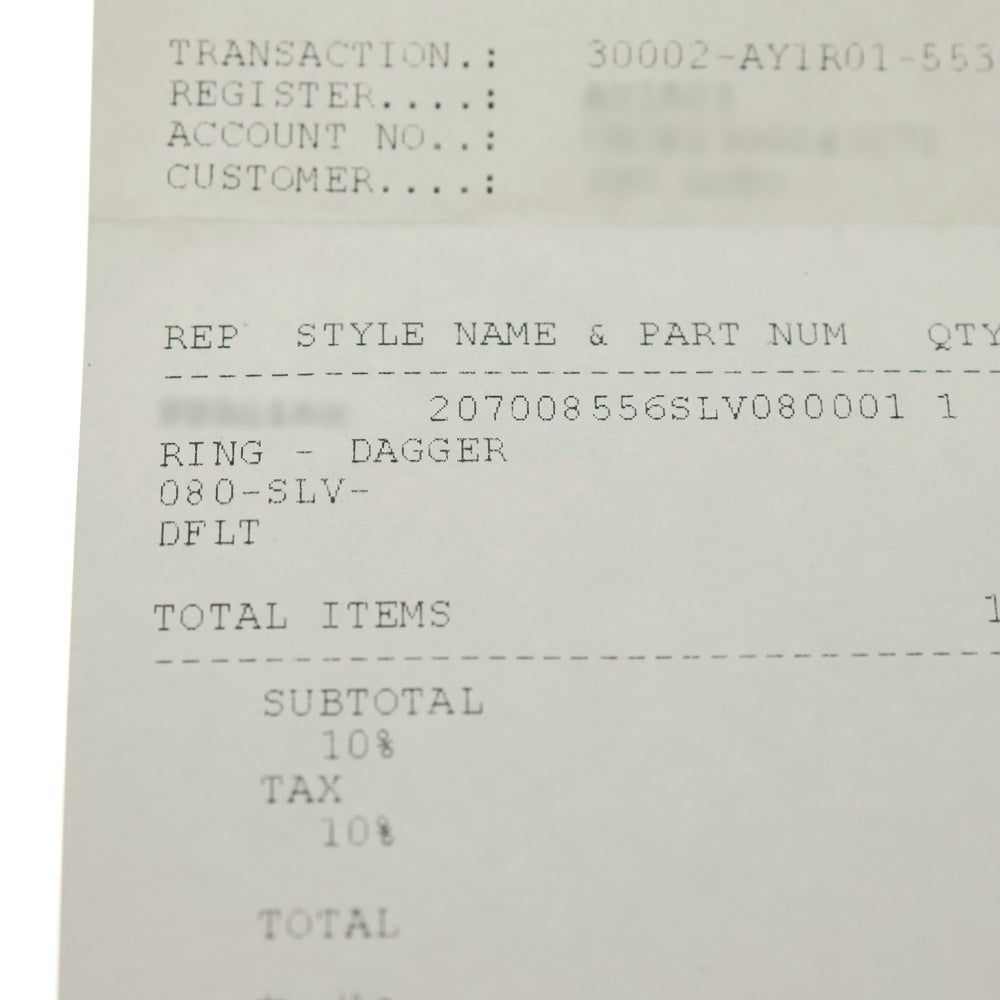 TRANSACTION.: 30002-AY1R01-553
REGISTER....:
ACCOUNT NO..:
CUSTOMER....:
REP STYLE NAME & PART NUM QTY
207008556SLV080001 1
RING - DAGGER
080-SLV-
DFLT
TOTAL ITEMS 1
SUBTOTAL
10%
TAX
10%
TOTAL